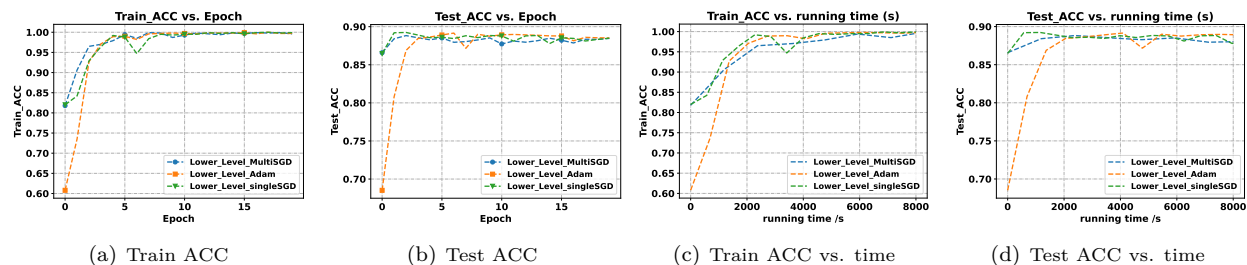 Train_ACC vs. Epoch
Train_ACC
1.00
0.95
0.90
0.85
0.80
0.75
0.70
0.65
0.60
Lower_Level_MultiSGD
Lower_Level_Adam
Lower_Level_singleSGD
0 5 10 15
Epoch
(a) Train ACC
Test_ACC vs. Epoch
Test_ACC
0.90
0.85
0.80
0.70
Lower_Level_MultiSGD
Lower_Level_Adam
Lower_Level_singleSGD
0 5 10 15
Epoch
(b) Test ACC
Train_ACC vs. running time (s)
Train_ACC
1.00
0.95
0.90
0.85
0.80
0.75
0.70
0.65
0.60
Lower_Level_MultiSGD
Lower_Level_Adam
Lower_Level_singleSGD
0 2000 4000 6000 8000
running time /s
(c) Train ACC vs. time
Test_ACC vs. running time (s)
Test_ACC
0.90
0.85
0.80
0.70
Lower_Level_MultiSGD
Lower_Level_Adam
Lower_Level_singleSGD
0 2000 4000 6000 8000
running time /s
(d) Test ACC vs. time